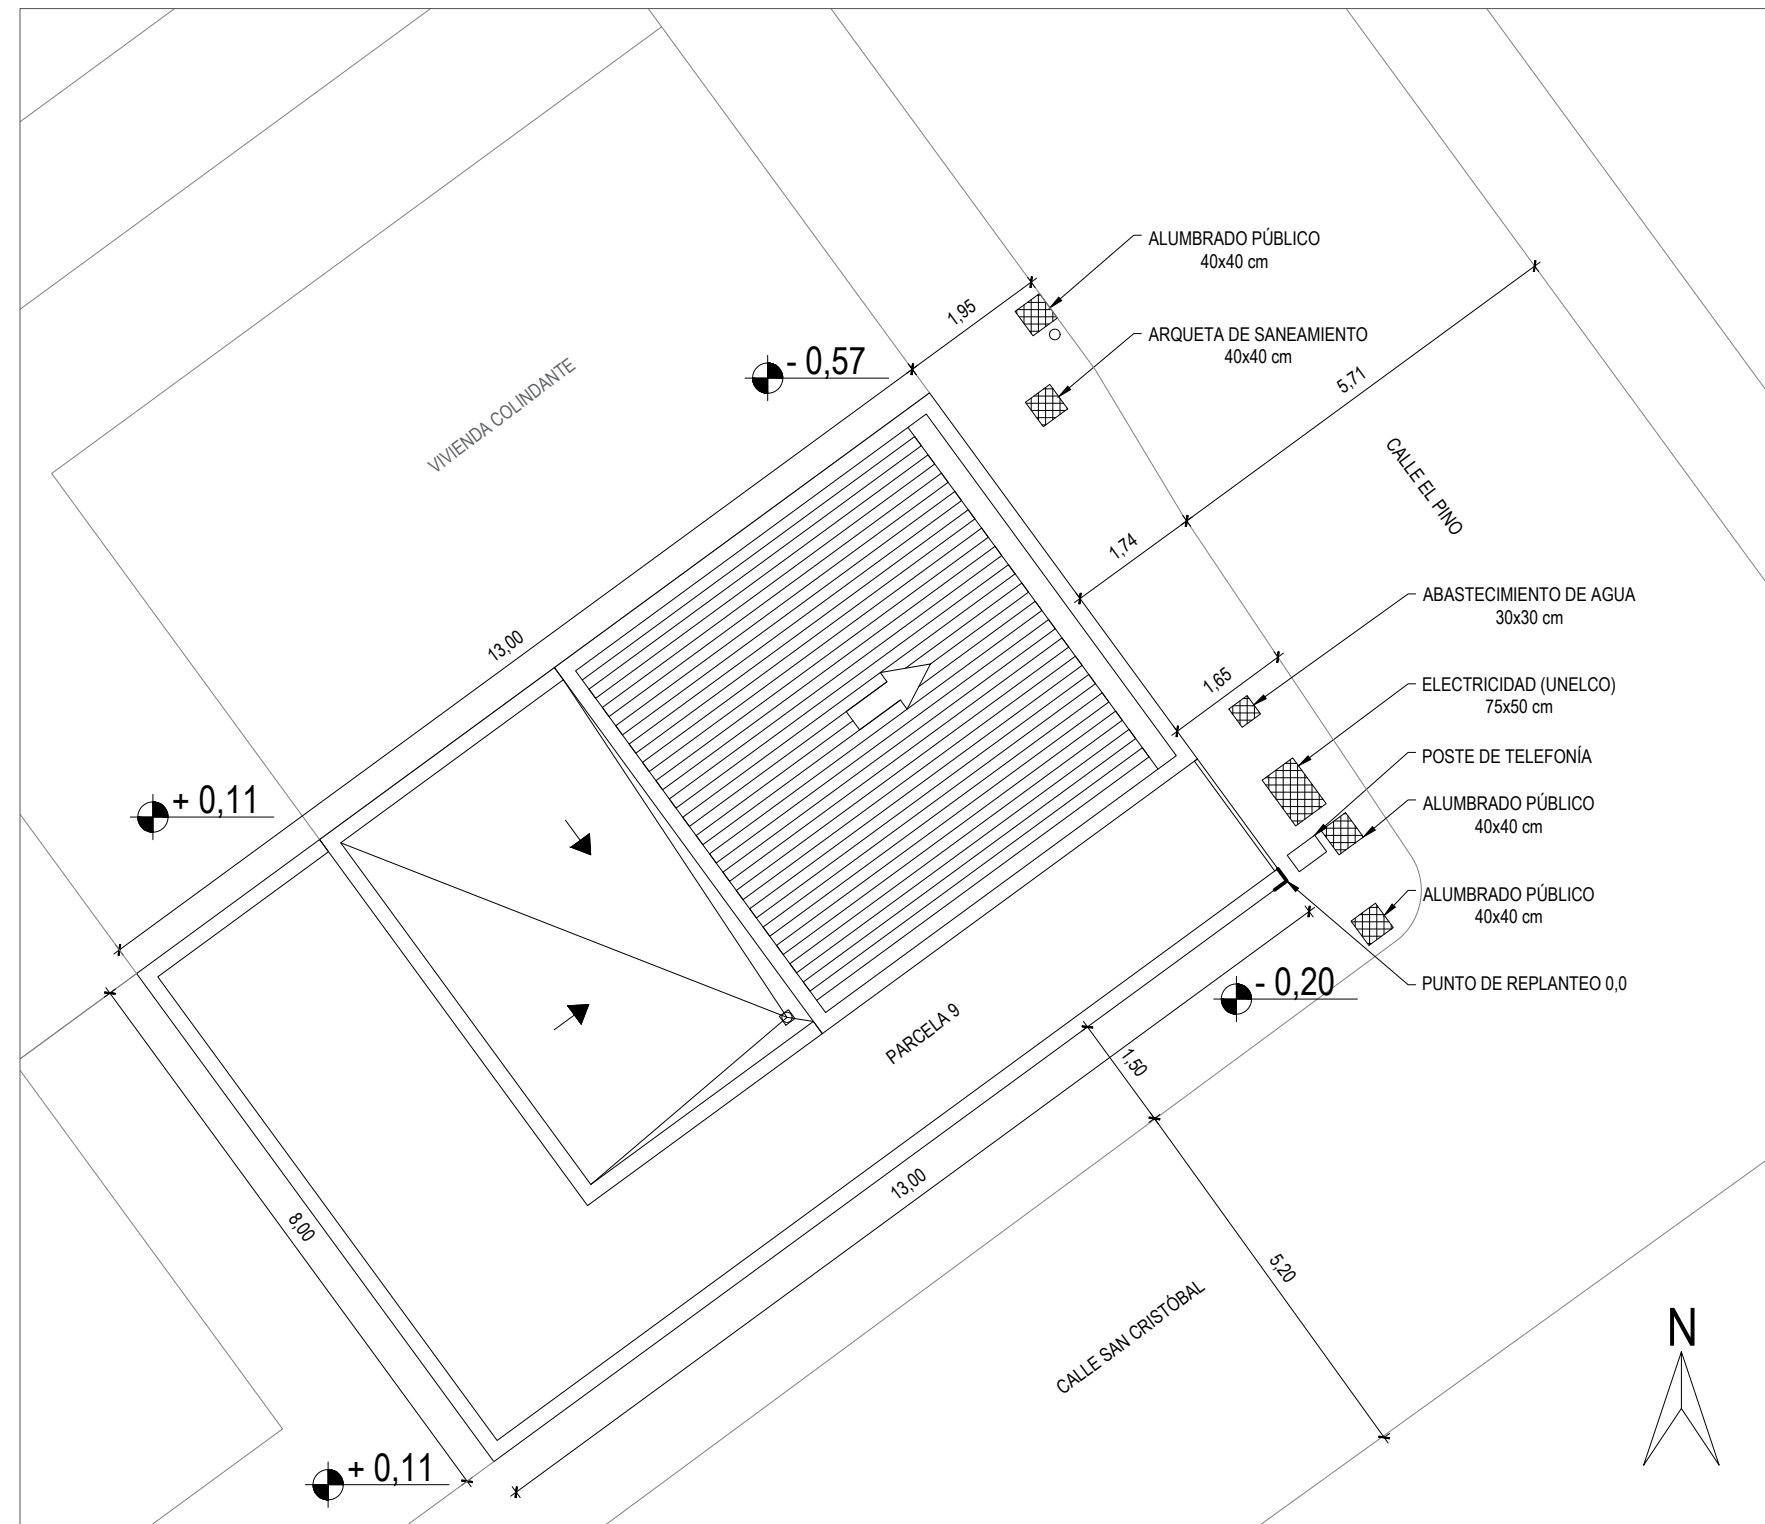 ALUMBRADO PÚBLICO
40x40 cm
1,95
ARQUETA DE SANEAMIENTO
40x40 cm
- 0,57
5,71
VIVIENDA COLINDANTE
CALLE EL PINO
1,74
ABASTECIMIENTO DE AGUA
30x30 cm
13,00
1,65
ELECTRICIDAD (UNELCO)
75x50 cm
POSTE DE TELEFONÍA
+ 0,11
ALUMBRADO PÚBLICO
40x40 cm
ALUMBRADO PÚBLICO
40x40 cm
- 0,20
PUNTO DE REPLANTEO 0,0
PARCELA 9
1,50
13,00
8,00
5,20
CALLE SAN CRISTÓBAL
N
+ 0,11